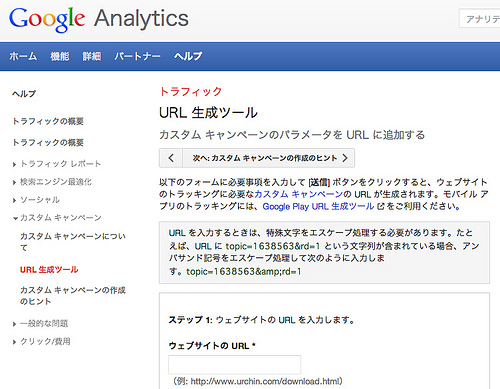 Google Analytics
アナリテ
ホーム 機能 詳細 パートナー ヘルプ
ヘルプ
トラフィックの概要
トラフィックの概要
トラフィック レポート
検索エンジン最適化
ソーシャル
カスタム キャンペーン
カスタム キャンペーンについ
て
URL 生成ツール
カスタム キャンペーンの作成
のヒント
一般的な問題
クリック/費用
トラフィック
URL 生成ツール
カスタム キャンペーンのパラメータを URL に追加する
次へ: カスタム キャンペーンの作成のヒント
以下のフォームに必要事項を入力して [送信] ボタンをクリックすると、ウェブサイト
のトラッキングに必要なカスタム キャンペーンの URL が生成されます。モバイル ア
プリのトラッキングには、Google Play URL 生成ツール をご利用ください。
URL を入力するときは、特殊文字をエスケープ処理する必要があります。たと
えば、URL に topic=1638563&rd=1 という文字列が含まれている場合、アン
パサンド記号をエスケープ処理して次のように入力しま
す。topic=1638563&amp;rd=1
ステップ 1: ウェブサイトの URL を入力します。
ウェブサイトの URL *
(例: http://www.urchin.com/download.html)